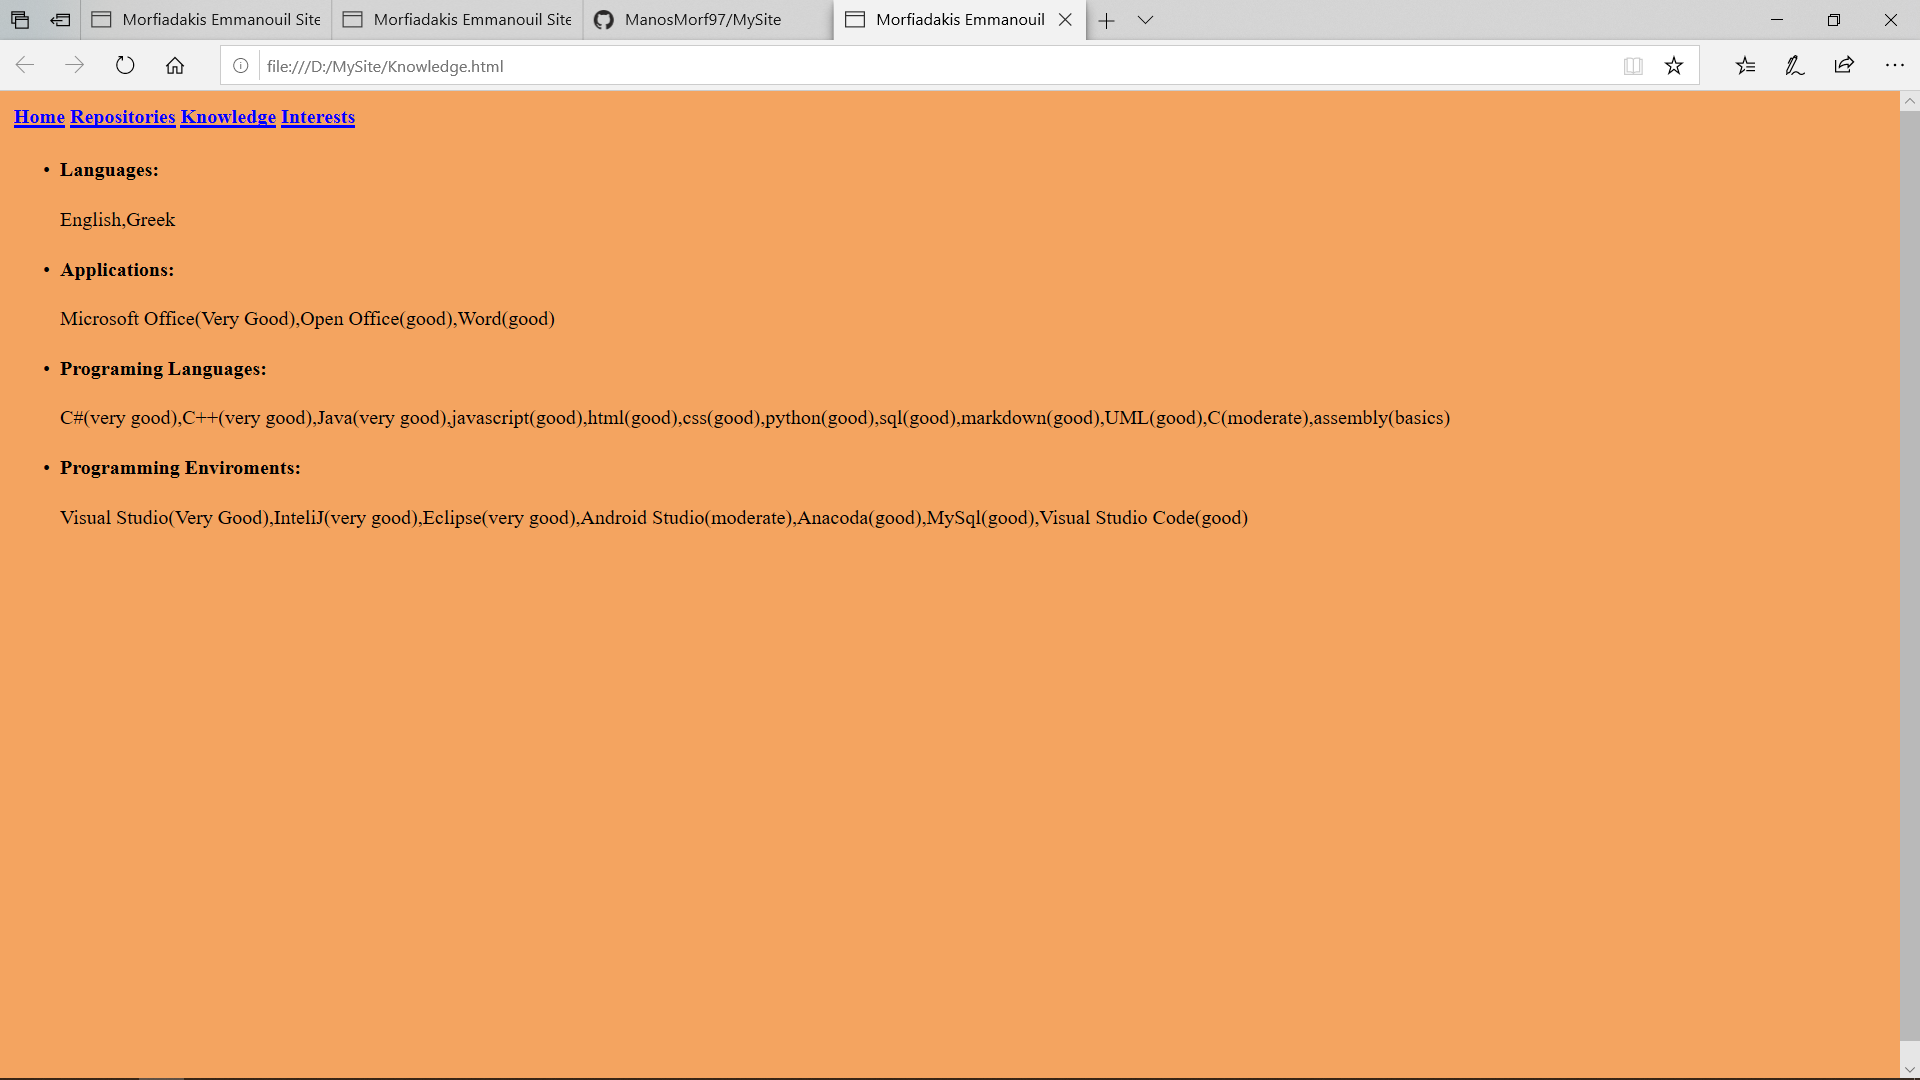 Morfiadakis Emmanouil Site
Morfiadakis Emmanouil Site
ManosMorf97/MySite
Morfiadakis Emmanouil
file:///D:/MySite/Knowledge.html
Home Repositories Knowledge Interests
• Languages:
English,Greek
• Applications:
Microsoft Office(Very Good),Open Office(good),Word(good)
• Programing Languages:
C#(very good),C++(very good),Java(very good),javascript(good),html(good),css(good),python(good),sql(good),markdown(good),UML(good),C(moderate),assembly(basics)
• Programming Enviroments:
Visual Studio(Very Good),InteliJ(very good),Eclipse(very good),Android Studio(moderate),Anacoda(good),MySql(good),Visual Studio Code(good)